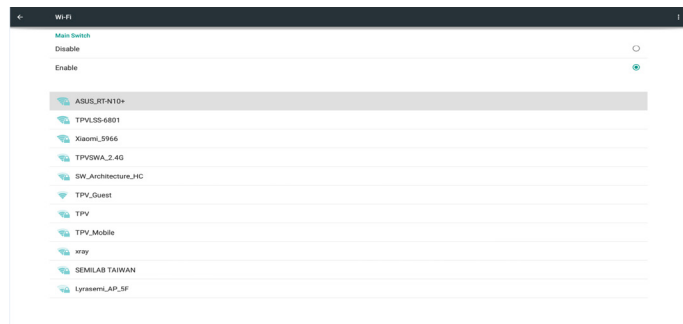 Wi-Fi
Main Switch
Disable
Enable
ASUS_RT-N10+
TPVLSS-6801
Xiaomi_5966
TPVSWA_2.4G
SW_Architecture_HC
TPV_Guest
TPV
TPV_Mobile
xray
SEMILAB TAIWAN
Lyrasemi_AP_5F